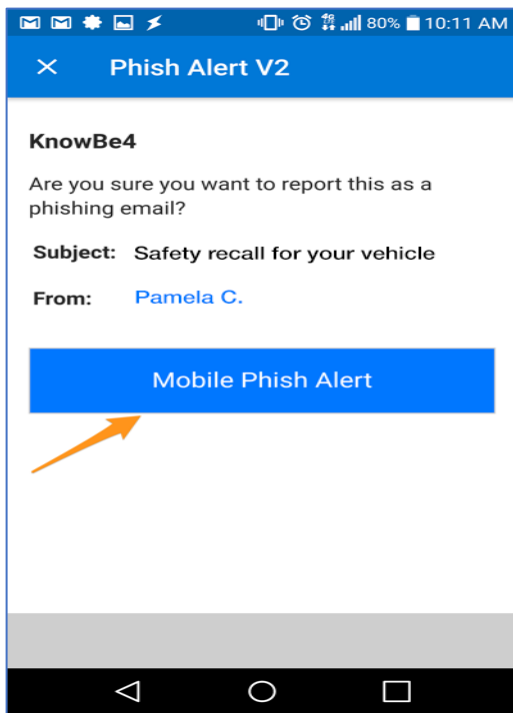 80% 10:11 AM
Phish Alert V2
KnowBe4
Are you sure you want to report this as a
phishing email?
Subject: Safety recall for your vehicle
From: Pamela C.
Mobile Phish Alert